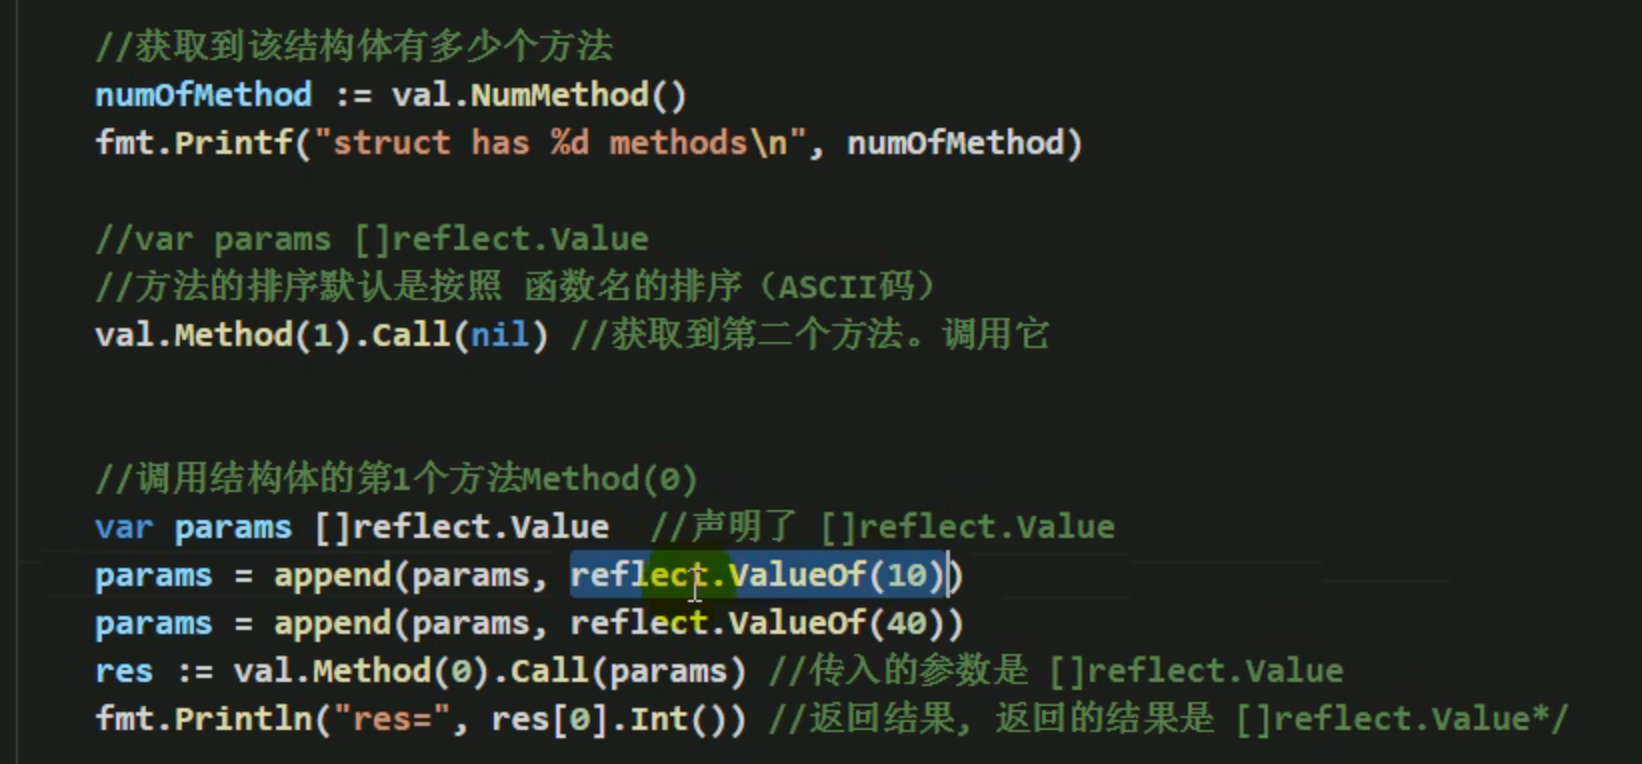 //获取到该结构体有多少个方法
numOfMethod := val.NumMethod()
fmt.Printf("struct has %d methods\n", numOfMethod)
//var params []reflect.Value
//方法的排序默认是按照 函数名的排序（ASCII码）
val.Method(1).Call(nil) //获取到第二个方法。调用它
//调用结构体的第1个方法Method(0)
var params []reflect.Value  //声明了 []reflect.Value
params = append(params, reflect.ValueOf(10))
params = append(params, reflect.ValueOf(40))
res := val.Method(0).Call(params) //传入的参数是 []reflect.Value
fmt.Println("res=", res[0].Int()) //返回结果, 返回的结果是 []reflect.Value*/